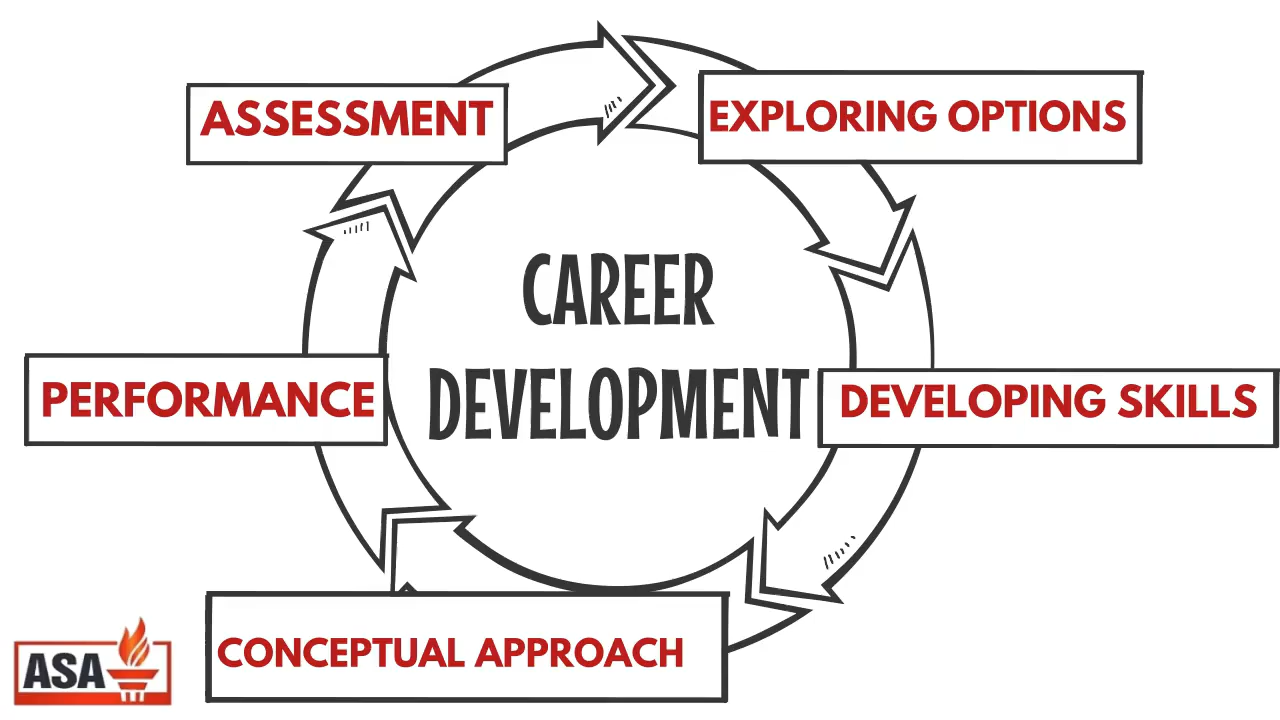 ASSESSMENT
EXPLORING OPTIONS
CAREER
DEVELOPMENT
PERFORMANCE
DEVELOPING SKILLS
CONCEPTUAL APPROACH
ASA